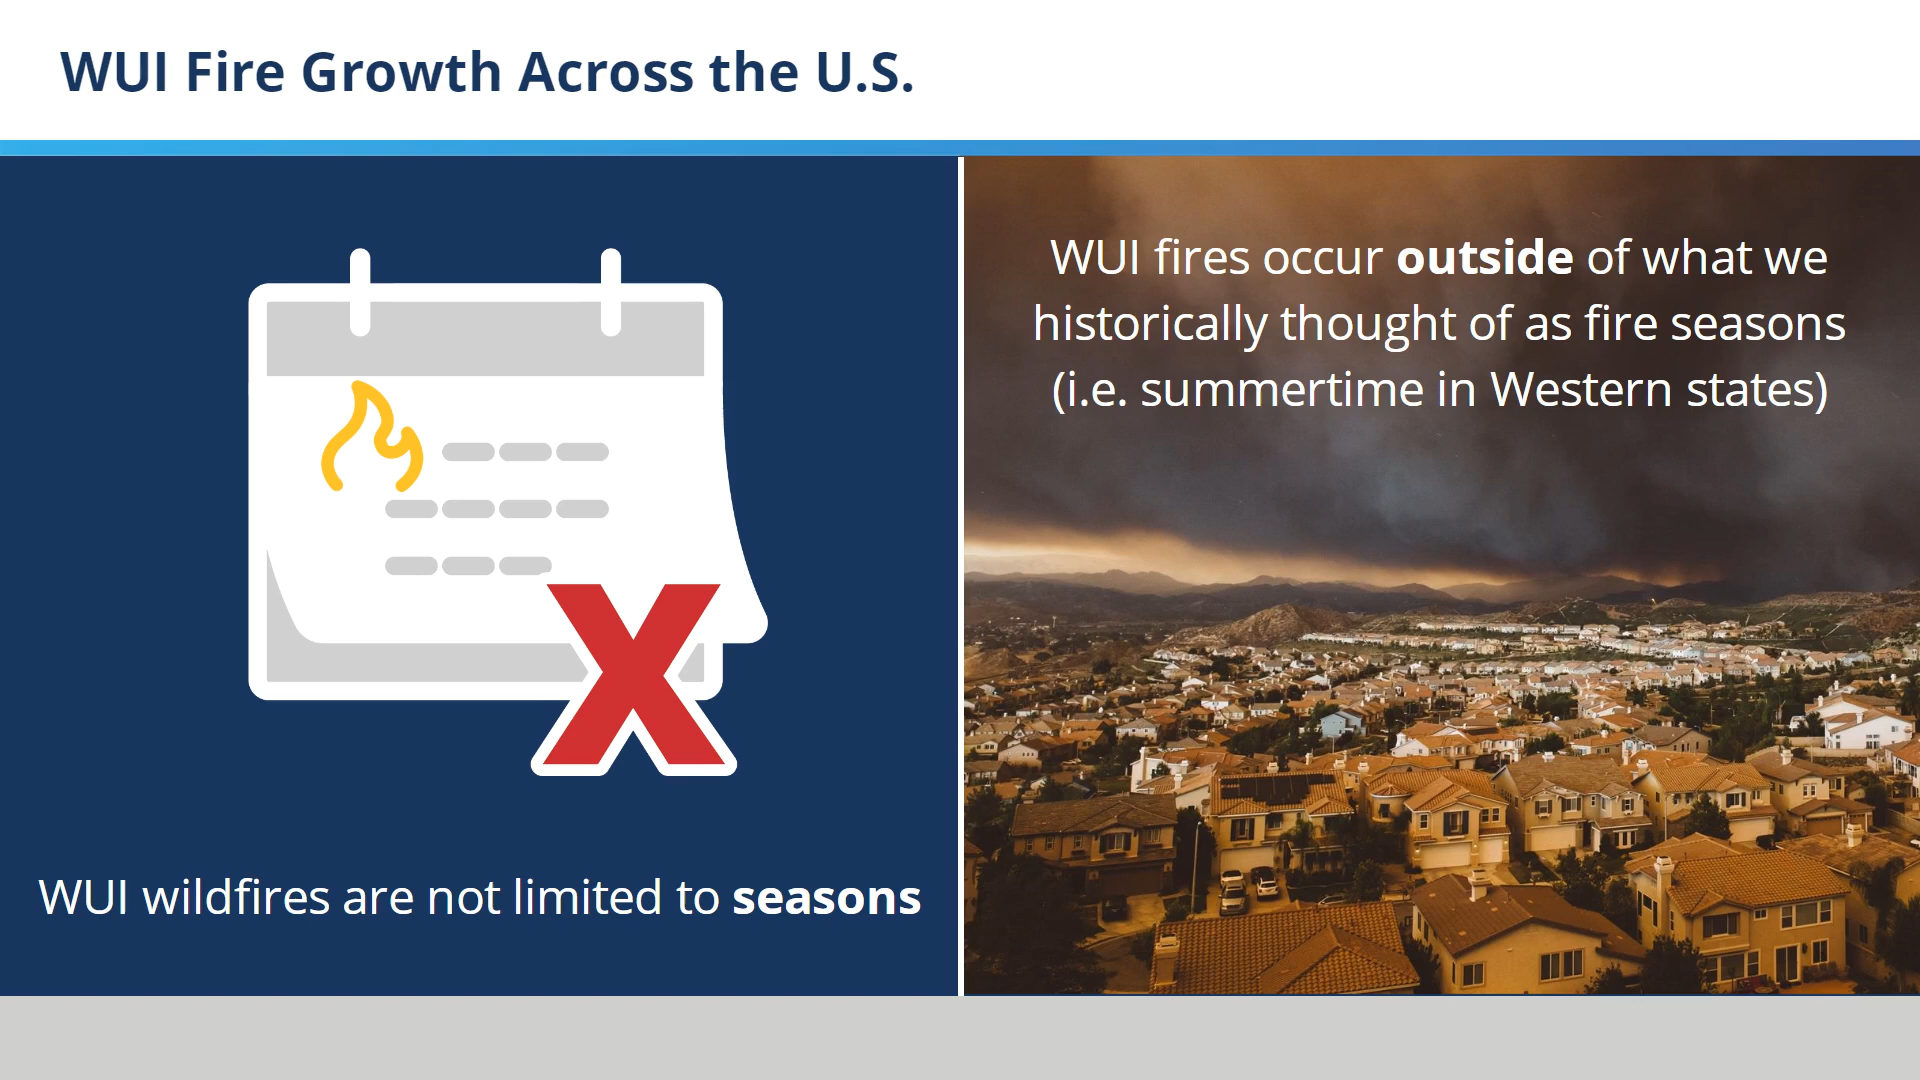 WUI Fire Growth Across the U.S.
WUI wildfires are not limited to seasons
WUI fires occur outside of what we
historically thought of as fire seasons
(i.e. summertime in Western states)